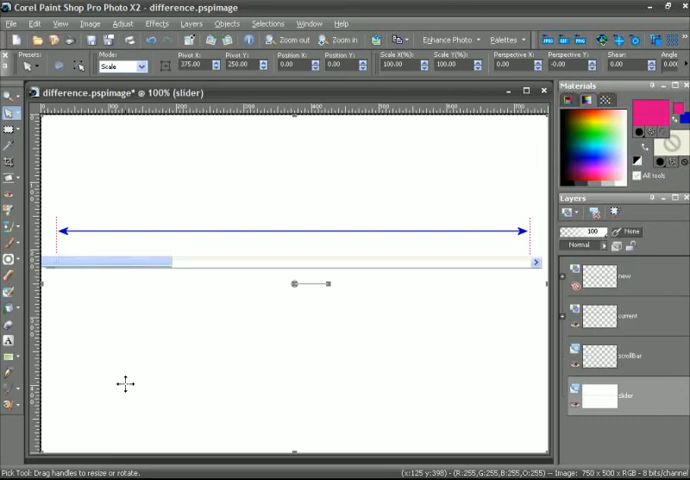 Corel Paint Shop Pro Photo X2 - difference.pspimage
File Edit View Image Adjust Effects Layers Objects Selections Window Help
Zoom out Zoom in Enhance Photo Palettes
Presets: Mode: Pivot X: Pivot Y: Position X: Position Y: Scale X(%): Scale Y(%): Perspective X: Perspective Y: Shear: Angle:
Scale 375.00 250.00 0.00 0.00 100.00 100.00 0.00 -0.00 0.00 0.000
difference.pspimage* @ 100% (slider)
Materials
All tools
Layers
100 None
Normal
new
current
scrollBar
slider
Pick Tool: Drag handles to resize or rotate.
(x:125 y:398) - (R:255,G:255,B:255,O:255) -- Image: 750 x 500 x RGB - 8 bits/channel